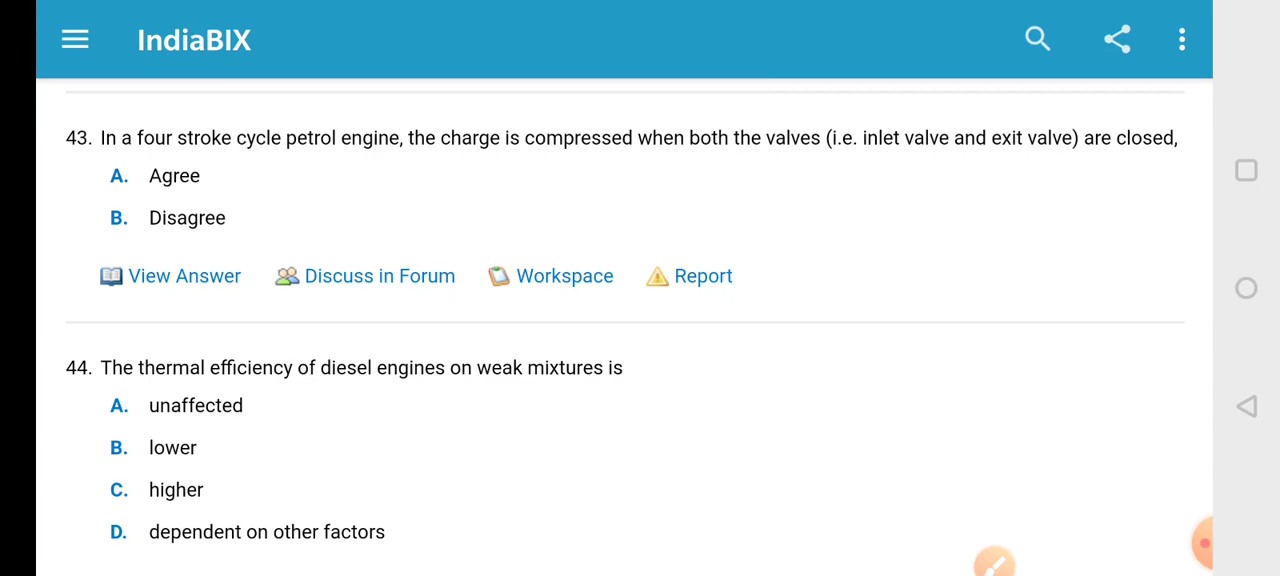 IndiaBIX
43. In a four stroke cycle petrol engine, the charge is compressed when both the valves (i.e. inlet valve and exit valve) are closed,
A. Agree
B. Disagree
View Answer Discuss in Forum Workspace Report
44. The thermal efficiency of diesel engines on weak mixtures is
A. unaffected
B. lower
C. higher
D. dependent on other factors